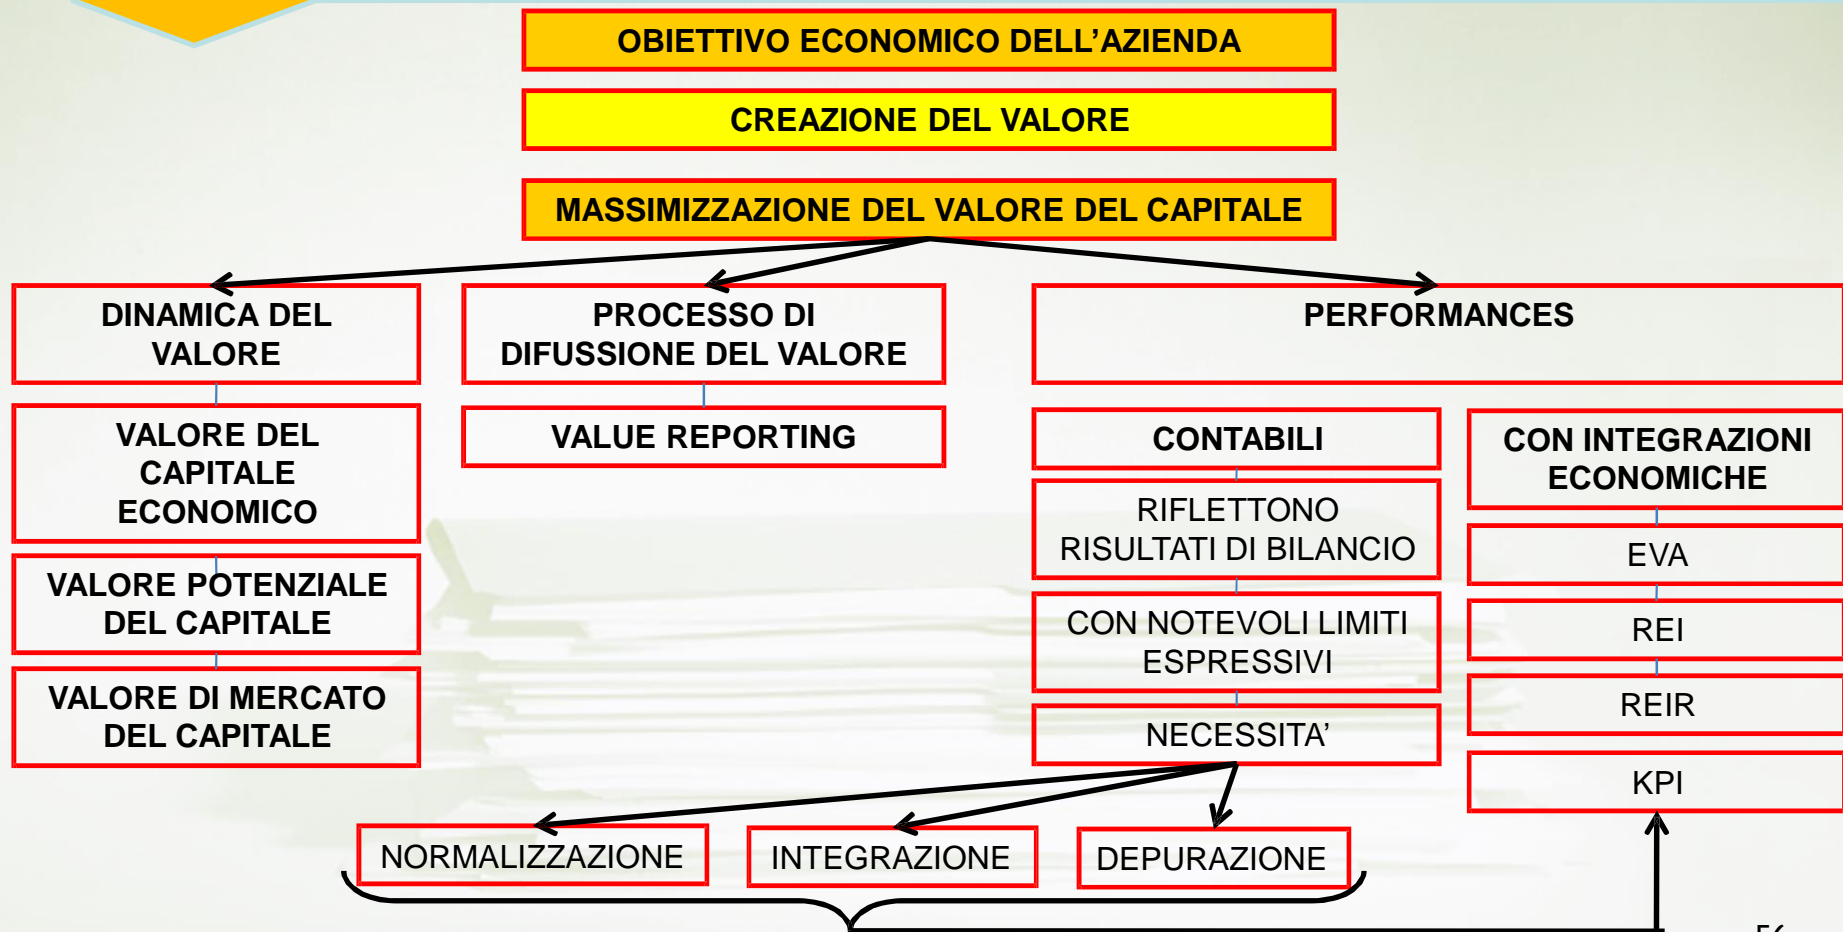 OBIETTIVO ECONOMICO DELL’AZIENDA
CREAZIONE DEL VALORE
MASSIMIZZAZIONE DEL VALORE DEL CAPITALE
DINAMICA DEL
VALORE
VALORE DEL
CAPITALE
ECONOMICO
VALORE POTENZIALE
DEL CAPITALE
VALORE DI MERCATO
DEL CAPITALE
PROCESSO DI
DIFUSSIONE DEL VALORE
VALUE REPORTING
PERFORMANCES
CONTABILI
RIFLETTONO
RISULTATI DI BILANCIO
CON NOTEVOLI LIMITI
ESPRESSIVI
NECESSITA’
CON INTEGRAZIONI
ECONOMICHE
EVA
REI
REIR
KPI
NORMALIZZAZIONE
INTEGRAZIONE
DEPURAZIONE